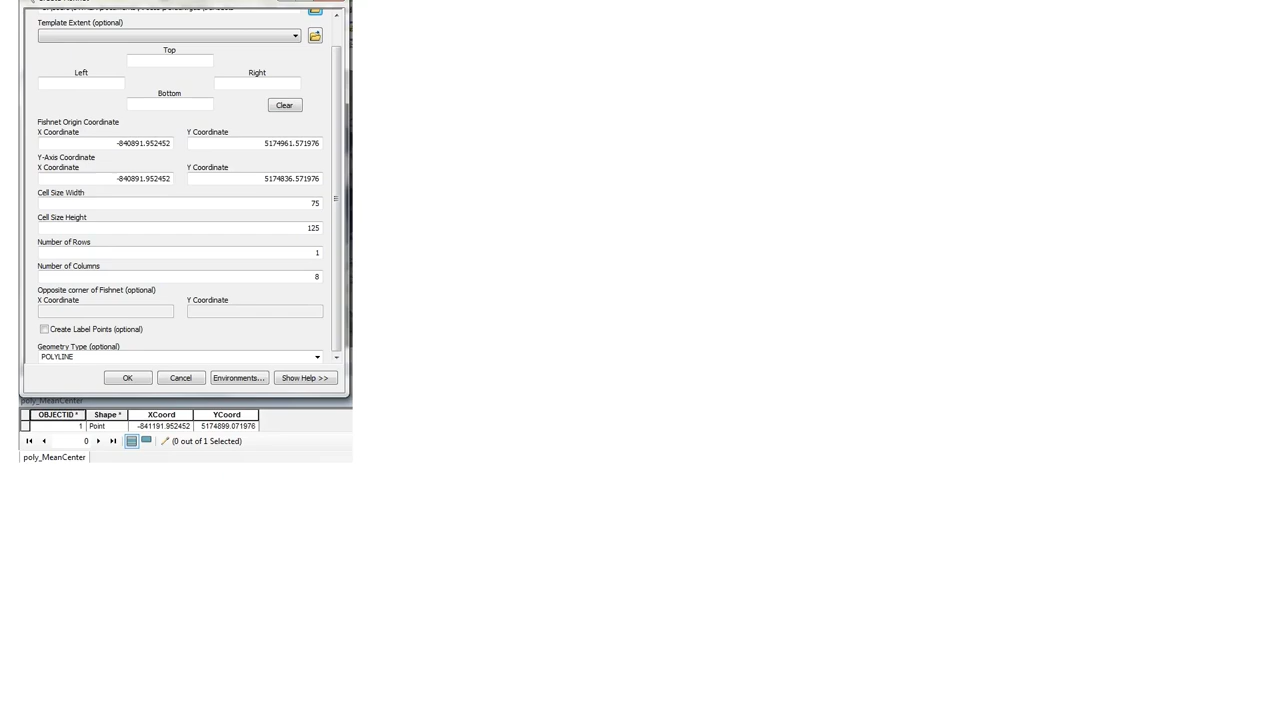 Template Extent (optional)
Top
Left Right
Bottom
Clear
Fishnet Origin Coordinate
X Coordinate Y Coordinate
-840891.952452 5174961.571976
Y-Axis Coordinate
X Coordinate Y Coordinate
-840891.952452 5174836.571976
Cell Size Width
75
Cell Size Height
125
Number of Rows
1
Number of Columns
8
Opposite corner of Fishnet (optional)
X Coordinate Y Coordinate
Create Label Points (optional)
Geometry Type (optional)
POLYLINE
OK Cancel Environments... Show Help >>
poly_MeanCenter
OBJECTID * Shape * XCoord YCoord
1 Point -841191.952452 5174899.071976
0 (0 out of 1 Selected)
poly_MeanCenter